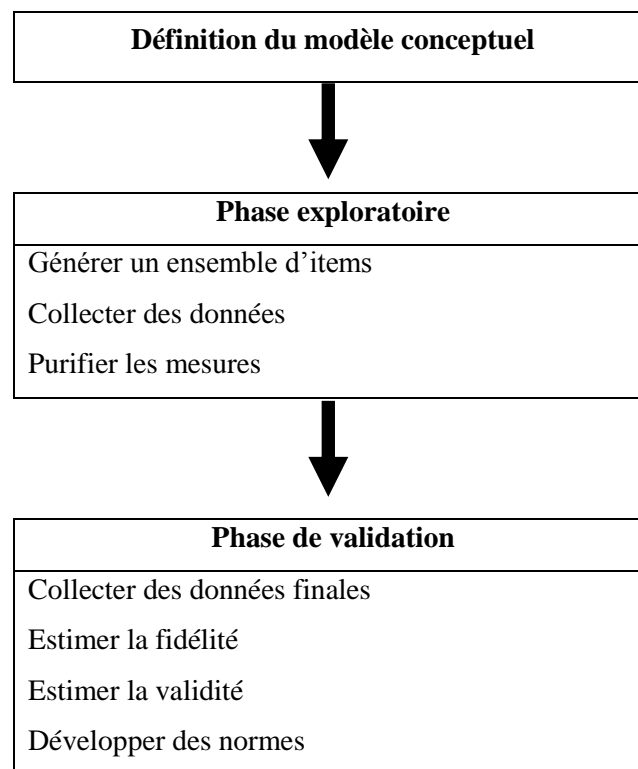 Définition du modèle conceptuel
Phase exploratoire
Générer un ensemble d’items
Collecter des données
Purifier les mesures
Phase de validation
Collecter des données finales
Estimer la fidélité
Estimer la validité
Développer des normes